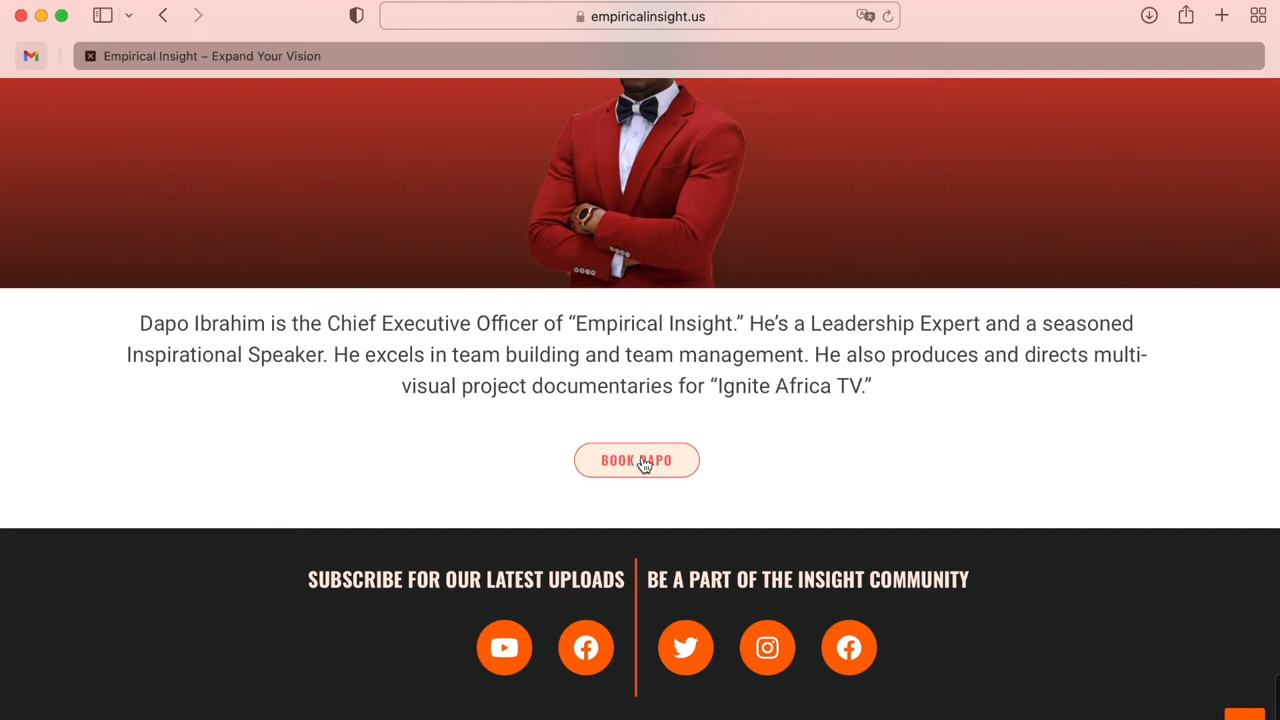 empiricalinsight.us
Empirical Insight – Expand Your Vision
Dapo Ibrahim is the Chief Executive Officer of “Empirical Insight.” He’s a Leadership Expert and a seasoned
Inspirational Speaker. He excels in team building and team management. He also produces and directs multi-
visual project documentaries for “Ignite Africa TV.”
BOOK DAPO
SUBSCRIBE FOR OUR LATEST UPLOADS
BE A PART OF THE INSIGHT COMMUNITY